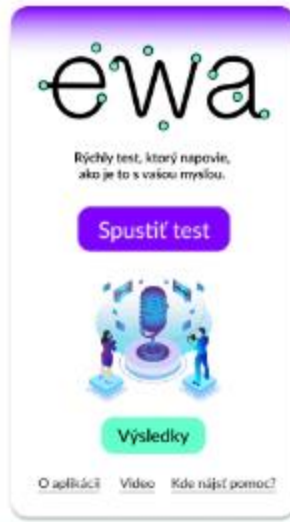 ewa
Rýchly test, ktorý napovie,
ako je to s vašou mysľou.
Spustiť test
Výsledky
O aplikácii Video Kde nájsť pomoc?